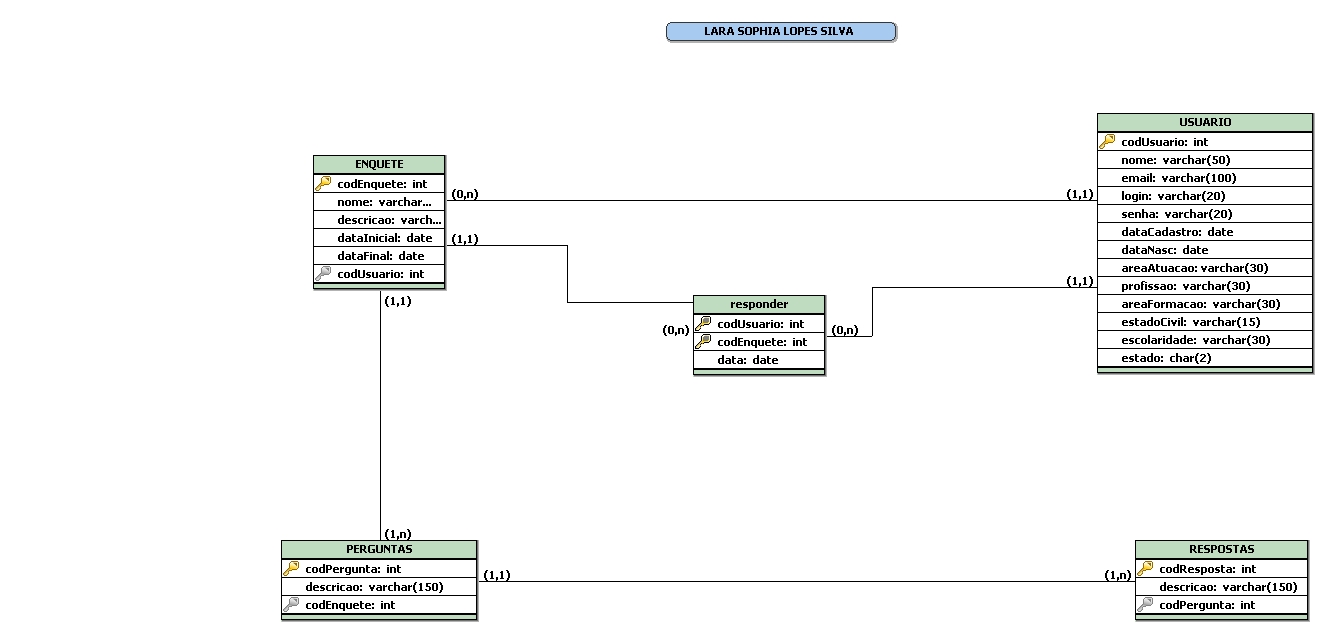 LARA SOPHIA LOPES SILVA
USUARIO
codUsuario: int
nome: varchar(50)
email: varchar(100)
login: varchar(20)
senha: varchar(20)
dataCadastro: date
dataNasc: date
areaAtuacao: varchar(30)
profissao: varchar(30)
areaFormacao: varchar(30)
estadoCivil: varchar(15)
escolaridade: varchar(30)
estado: char(2)
ENQUETE
codEnquete: int
nome: varchar...
descricao: varch...
dataInicial: date
dataFinal: date
codUsuario: int
(0,n)
(1,1)
(1,1)
(1,1)
(1,1)
responder
codUsuario: int
codEnquete: int
data: date
(0,n)
(0,n)
(1,n)
PERGUNTAS
codPergunta: int
descricao: varchar(150)
codEnquete: int
(1,1)
(1,n)
RESPOSTAS
codResposta: int
descricao: varchar(150)
codPergunta: int